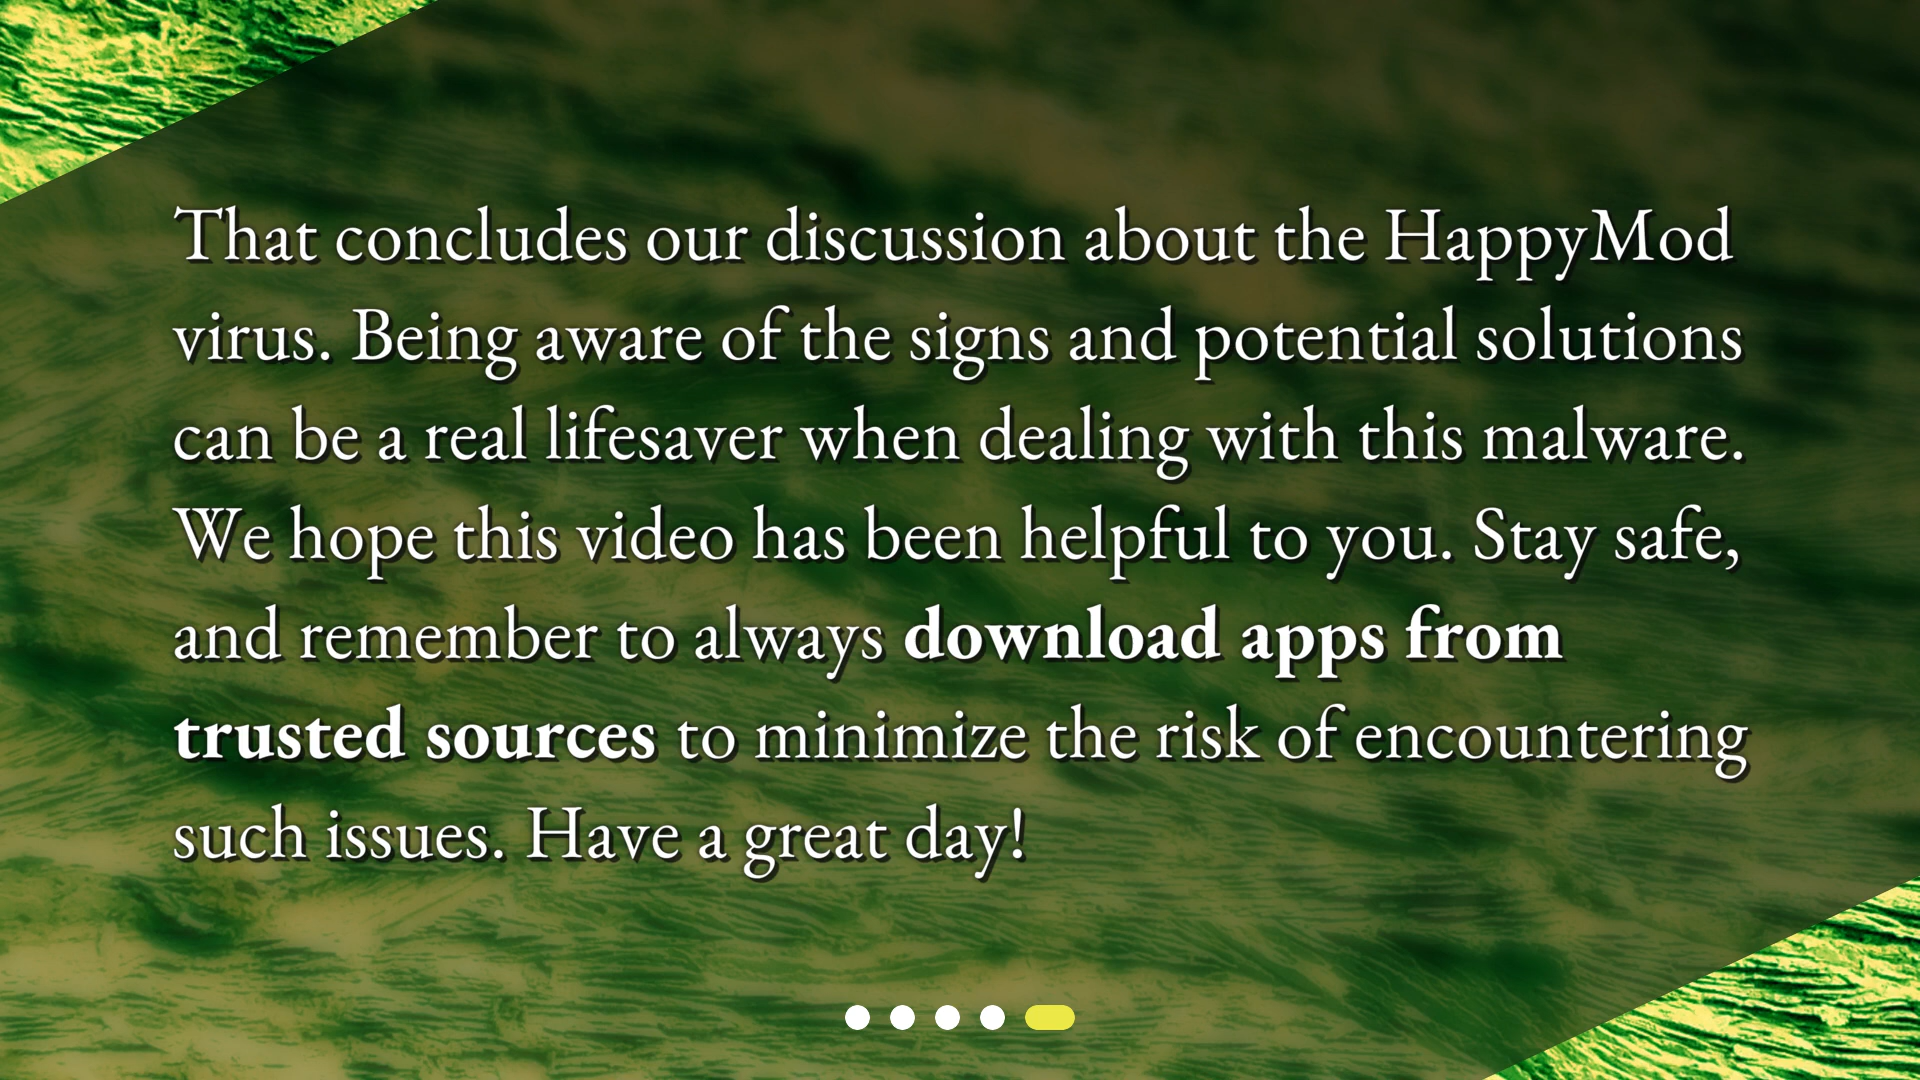 That concludes our discussion about the HappyMod
virus. Being aware of the signs and potential solutions
can be a real lifesaver when dealing with this malware.
We hope this video has been helpful to you. Stay safe,
and remember to always download apps from
trusted sources to minimize the risk of encountering
such issues. Have a great day!